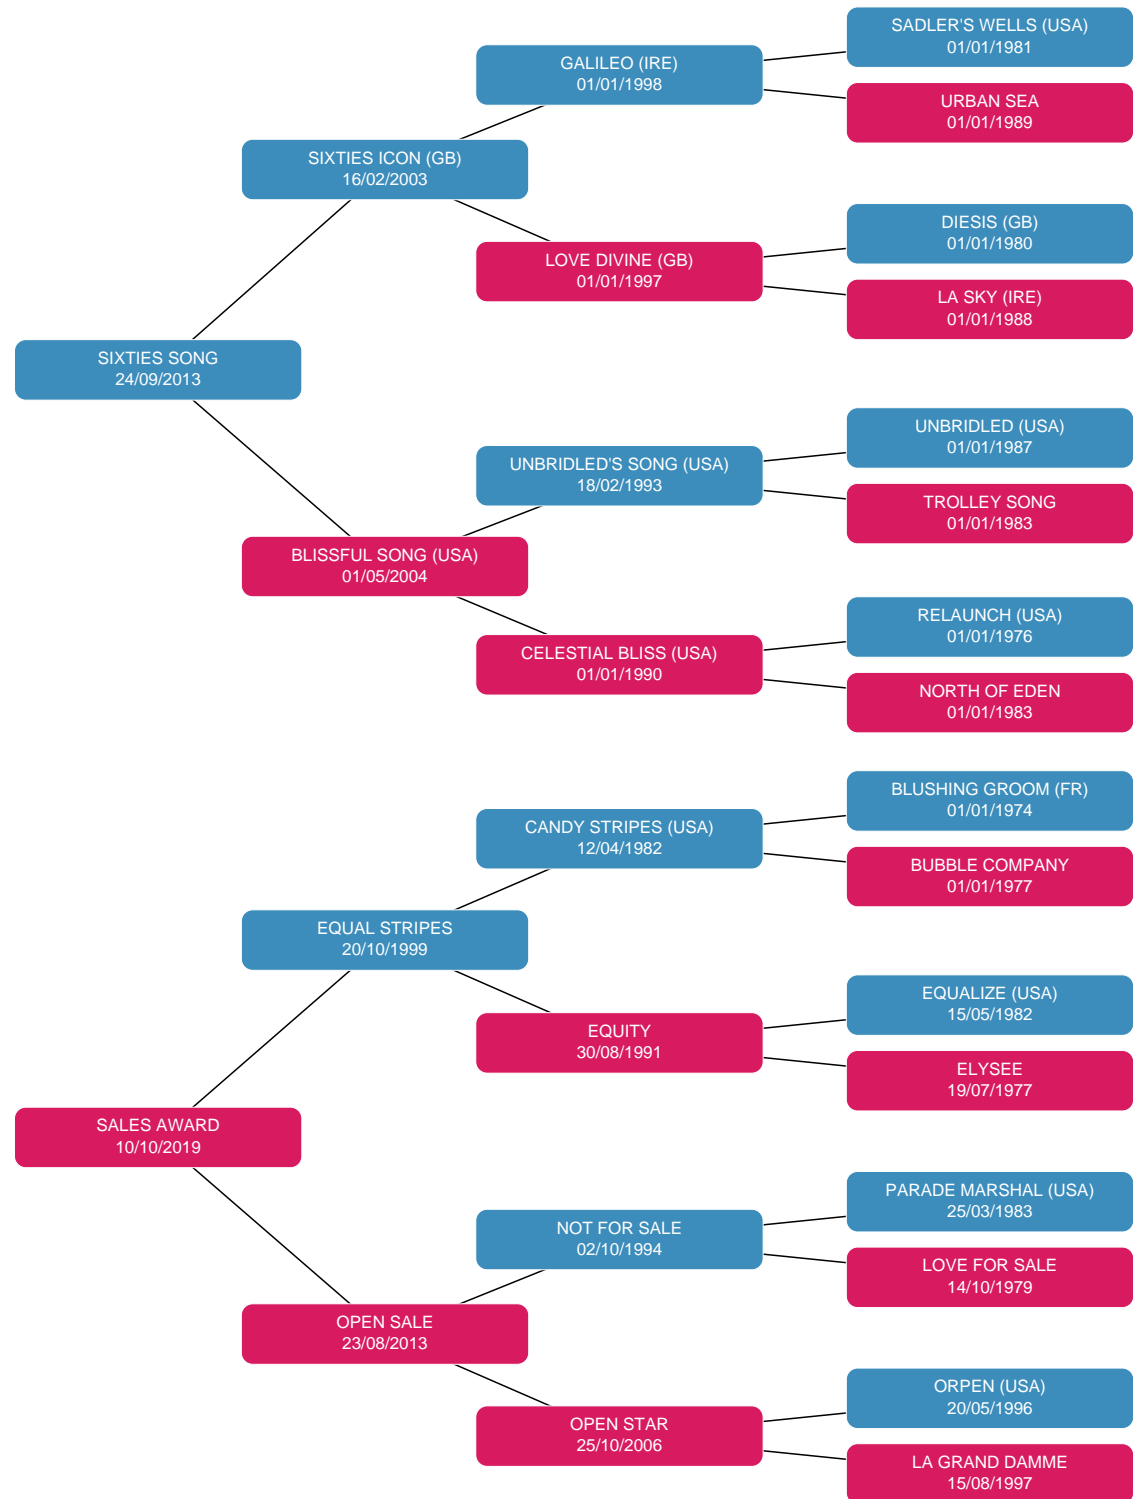 SADLER'S WELLS (USA)
01/01/1981
GALILEO (IRE)
01/01/1998
URBAN SEA
01/01/1989
SIXTIES ICON (GB)
16/02/2003
DIESIS (GB)
01/01/1980
LOVE DIVINE (GB)
01/01/1997
LA SKY (IRE)
01/01/1988
SIXTIES SONG
24/09/2013
UNBRIDLED (USA)
01/01/1987
UNBRIDLED'S SONG (USA)
18/02/1993
TROLLEY SONG
01/01/1983
BLISSFUL SONG (USA)
01/05/2004
RELAUNCH (USA)
01/01/1976
CELESTIAL BLISS (USA)
01/01/1990
NORTH OF EDEN
01/01/1983
BLUSHING GROOM (FR)
01/01/1974
CANDY STRIPES (USA)
12/04/1982
BUBBLE COMPANY
01/01/1977
EQUAL STRIPES
20/10/1999
EQUALIZE (USA)
15/05/1982
EQUITY
30/08/1991
ELYSEE
19/07/1977
SALES AWARD
10/10/2019
PARADE MARSHAL (USA)
25/03/1983
NOT FOR SALE
02/10/1994
LOVE FOR SALE
14/10/1979
OPEN SALE
23/08/2013
ORPEN (USA)
20/05/1996
OPEN STAR
25/10/2006
LA GRAND DAMME
15/08/1997